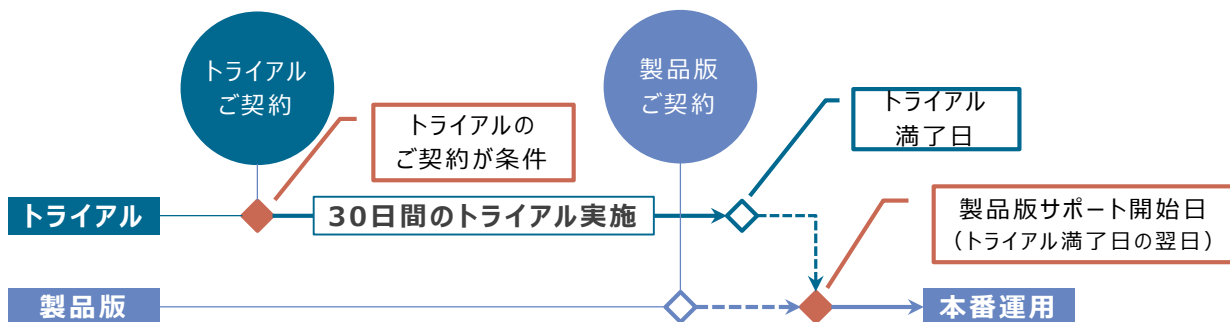 トライアル
ご契約
製品版
ご契約
トライアルの
ご契約が条件
トライアル
満了日
トライアル
30日間のトライアル実施
製品版サポート開始日
（トライアル満了日の翌日）
製品版
本番運用